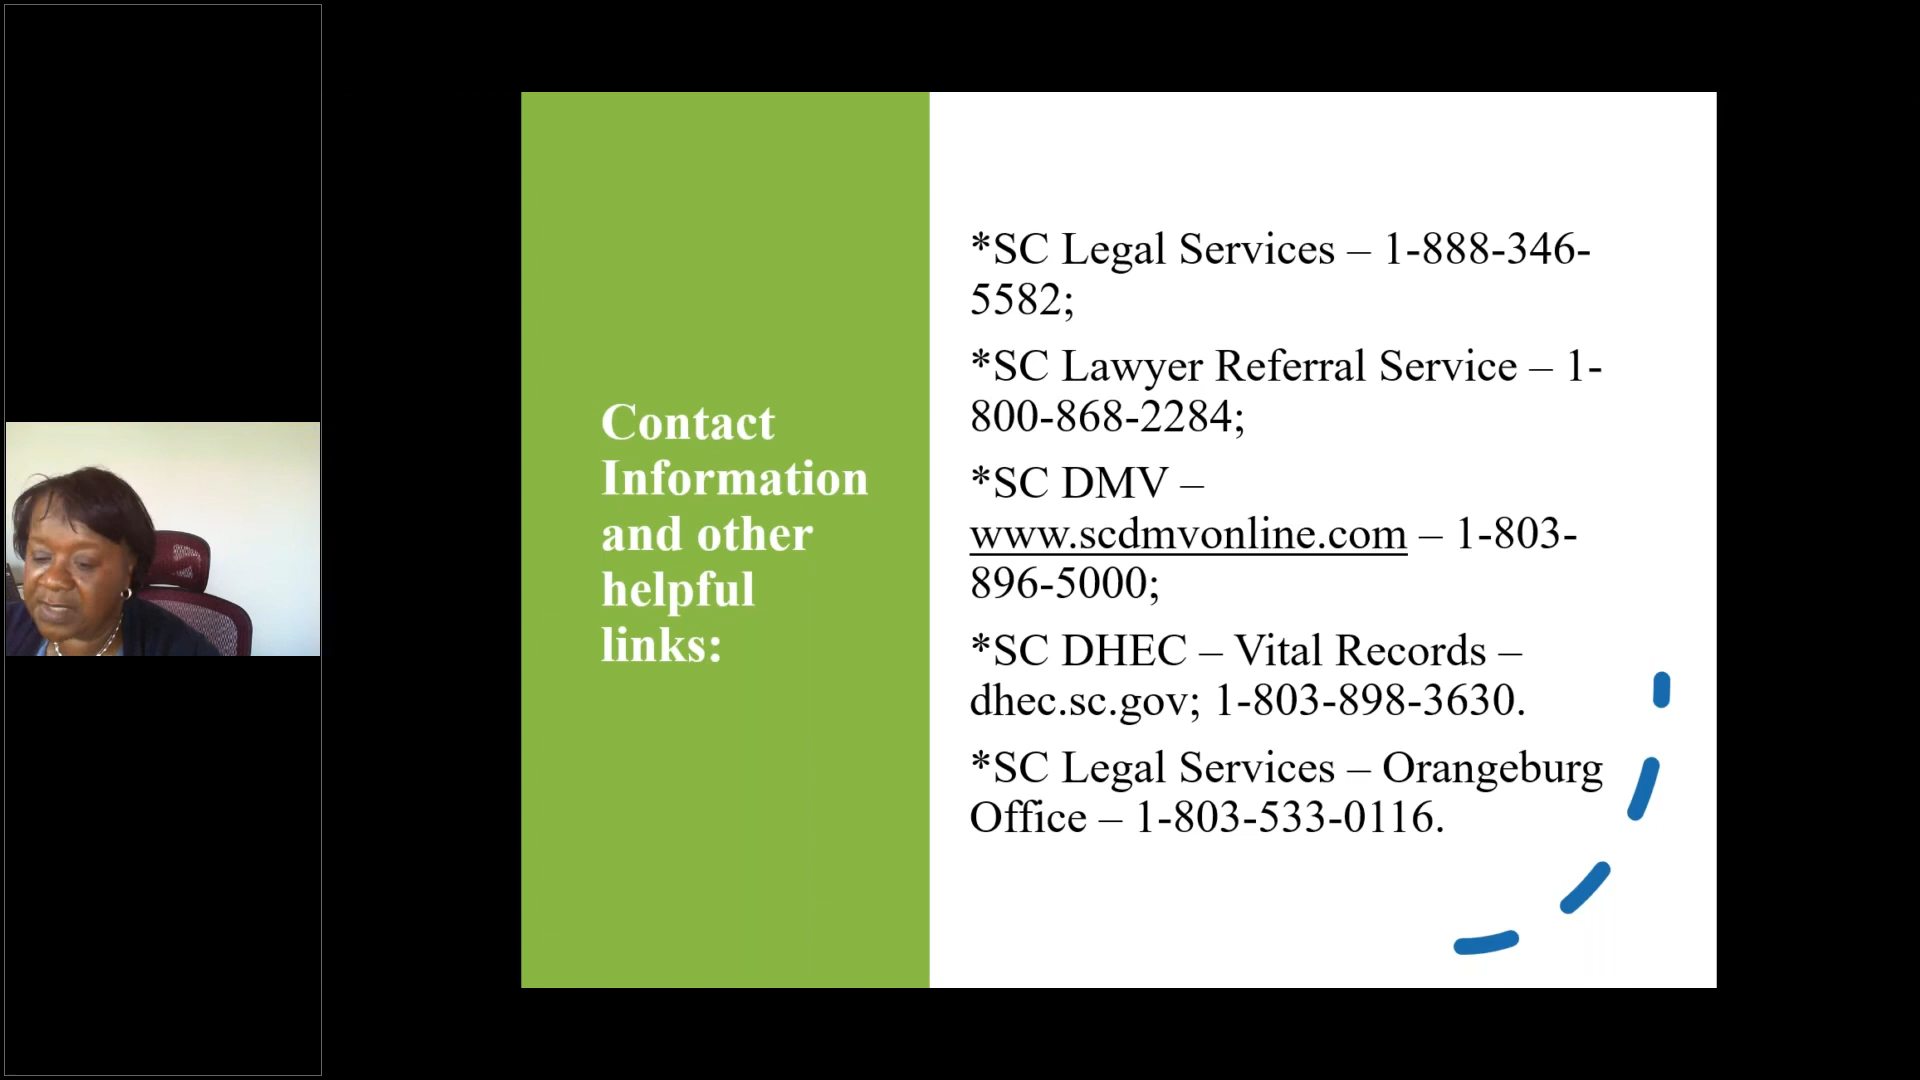 Contact
Information
and other
helpful
links:
*SC Legal Services – 1-888-346-
5582;
*SC Lawyer Referral Service – 1-
800-868-2284;
*SC DMV –
www.scdmvonline.com – 1-803-
896-5000;
*SC DHEC – Vital Records –
dhec.sc.gov; 1-803-898-3630.
*SC Legal Services – Orangeburg
Office – 1-803-533-0116.